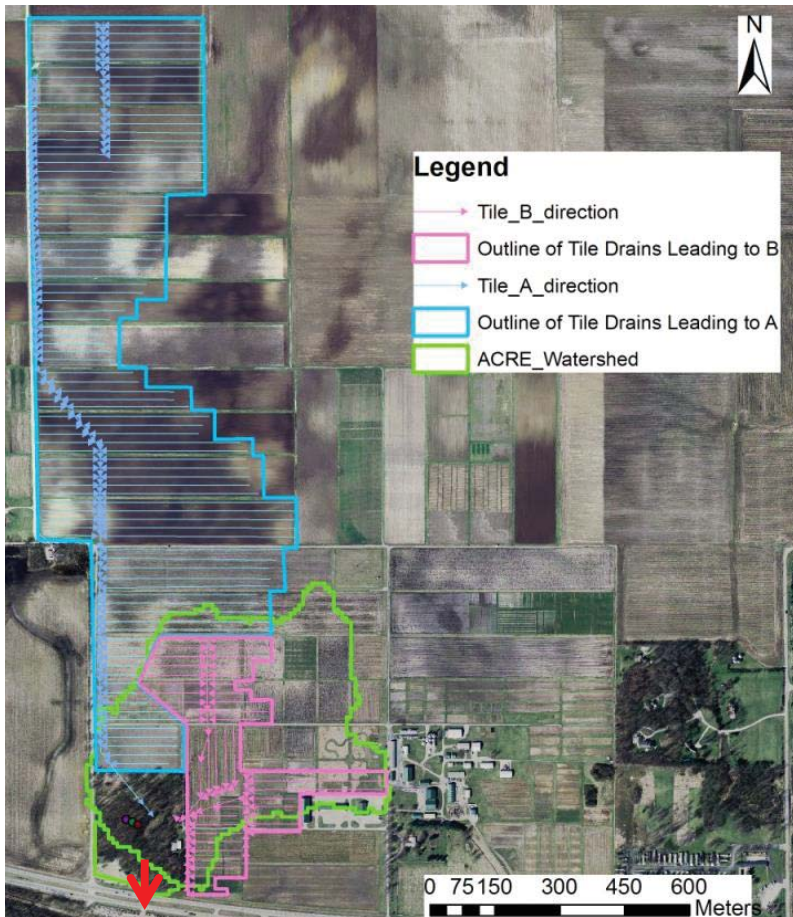 N
Legend
Tile_B_direction
Outline of Tile Drains Leading to B
Tile_A_direction
Outline of Tile Drains Leading to A
ACRE_Watershed
0 75 150 300 450 600
Meters